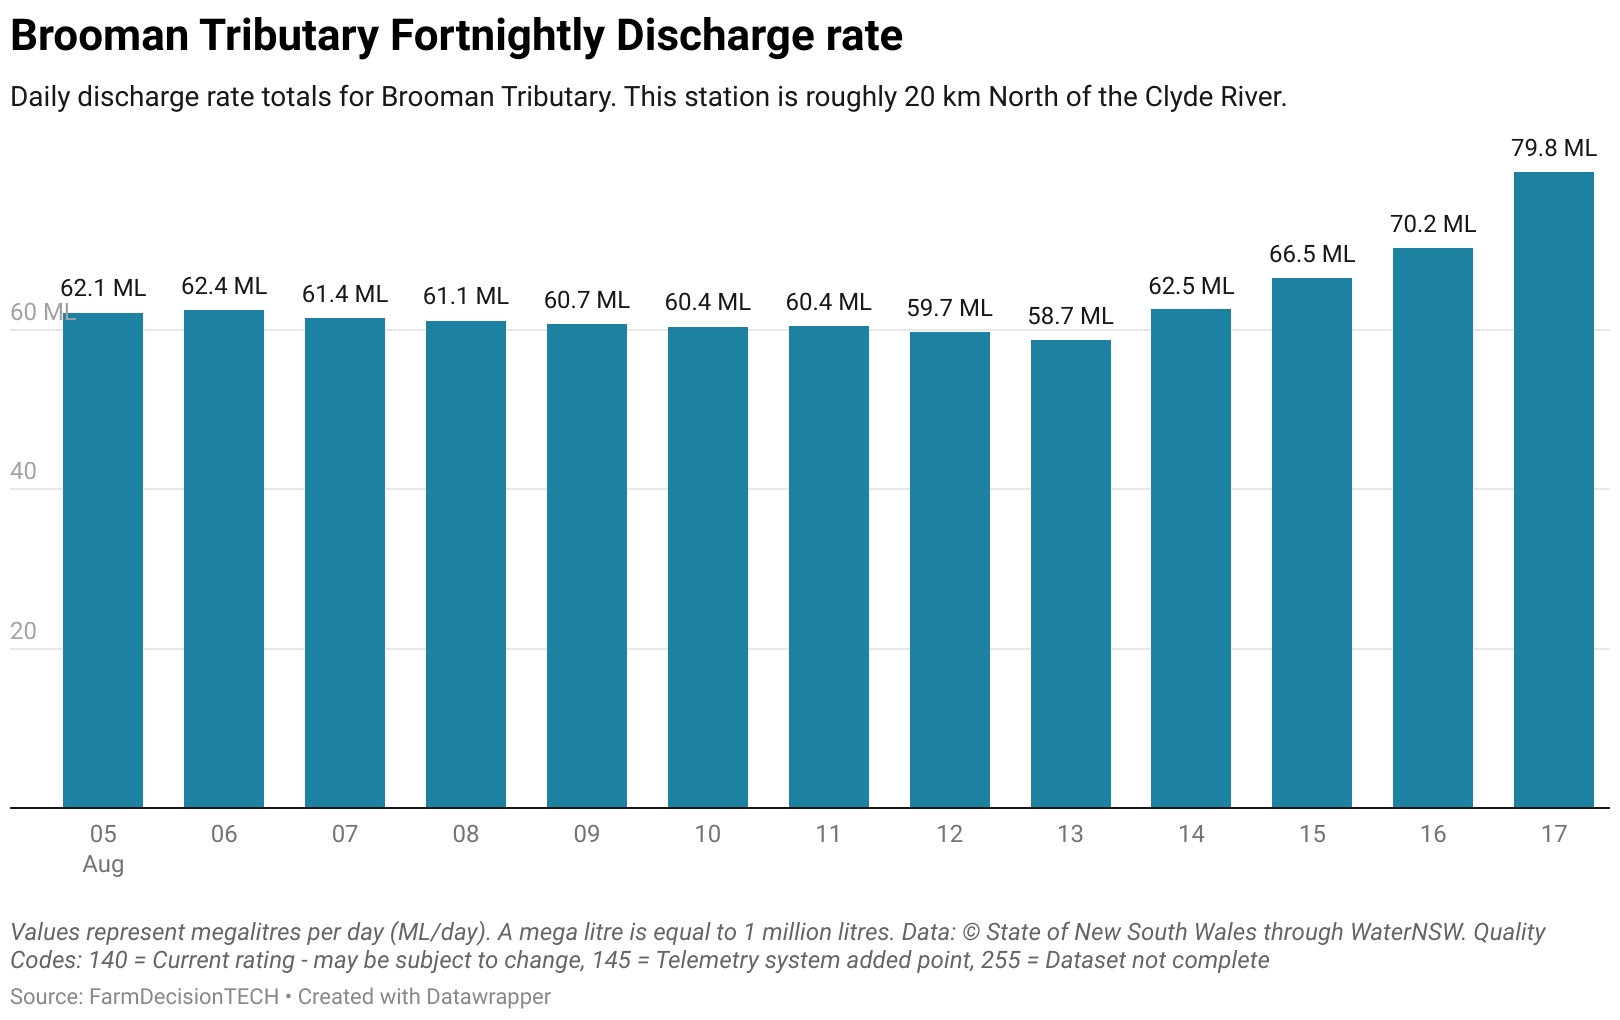 Brooman Tributary Fortnightly Discharge rate
Daily discharge rate totals for Brooman Tributary. This station is roughly 20 km North of the Clyde River.
79.8 ML
70.2 ML
66.5 ML
62.1 ML
62.4 ML
61.4 ML
61.1 ML
60.7 ML
60.4 ML
60.4 ML
59.7 ML
58.7 ML
62.5 ML
60 ML
40
20
05 06 07 08 09 10 11 12 13 14 15 16 17
Aug
Values represent megalitres per day (ML/day). A mega litre is equal to 1 million litres. Data: © State of New South Wales through WaterNSW. Quality
Codes: 140 = Current rating - may be subject to change, 145 = Telemetry system added point, 255 = Dataset not complete
Source: FarmDecisionTECH • Created with Datawrapper